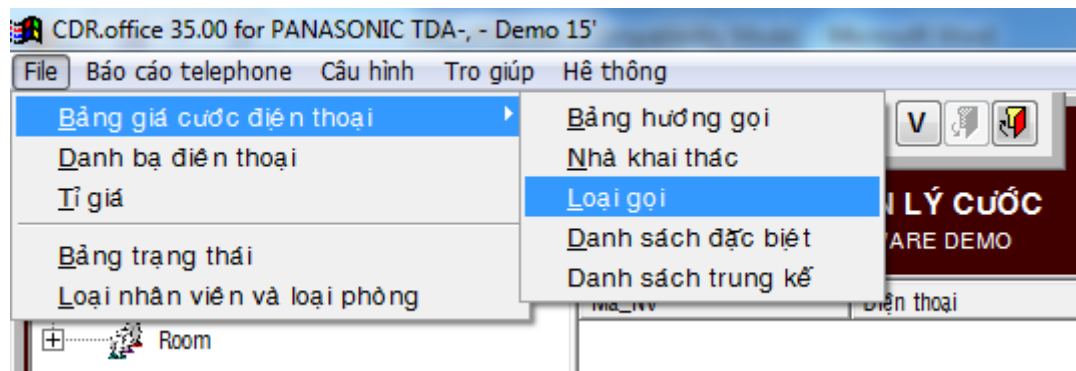 CDR.office 35.00 for PANASONIC TDA-, - Demo 15'
File Báo cáo telephone Câu hình Tro giúp Hê thông
Bảng giá cước điện thoại
Danh bạ điên thoại
Tỉ giá
Bảng trạng thái
Loại nhân viên và loại phòng
Bảng hướng gọi
Nhà khai thác
Loại gọi
Danh sách đặc biệt
Danh sách trung kế
V
LÝ CƯỚC
ARE DEMO
Mã_NV Điện thoại
Room